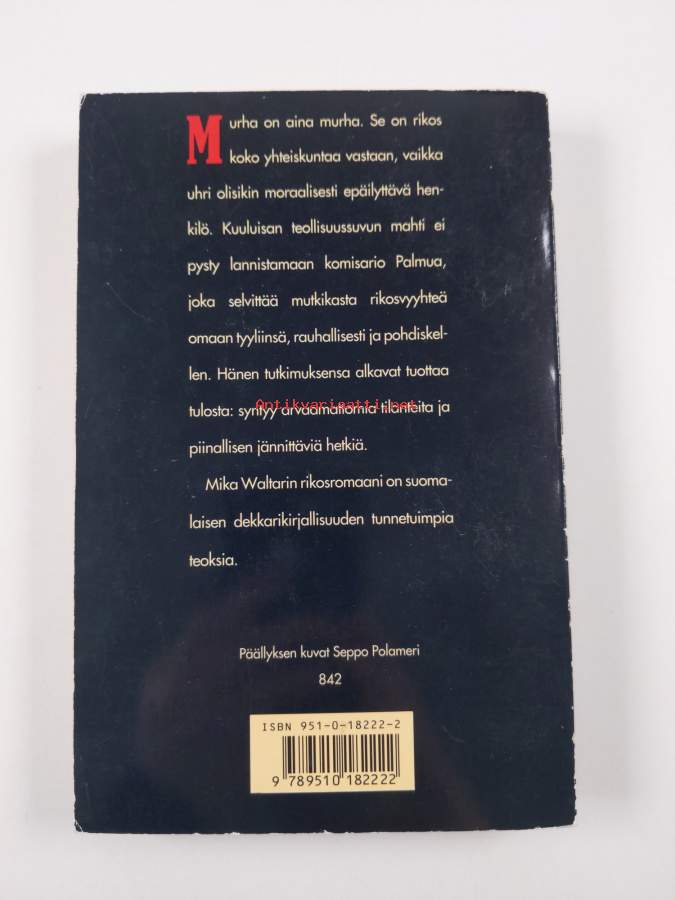 Murha on aina murha. Se on rikos
koko yhteiskuntaa vastaan, vaikka
uhri olisikin moraalisesti epäilyttävä hen-
kilö. Kuuluisan teollisuussuvun mahti ei
pysty lannistamaan komisario Palmua,
joka selvittää mutkikasta rikosvyyhteä
omaan tyyliinsä, rauhallisesti ja pohdiskel-
len. Hänen tutkimuksensa alkavat tuottaa
tulosta: syntyy arvaamattomia tilanteita ja
Antikvariaatti.net
piinallisen jännittäviä hetkiä.
Mika Waltarin rikosromaani on suoma-
laisen dekkarikirjallisuuden tunnetuimpia
teoksia.
Päällyksen kuvat Seppo Polameri
842
ISBN 951-0-18222-2
9 789510 182222